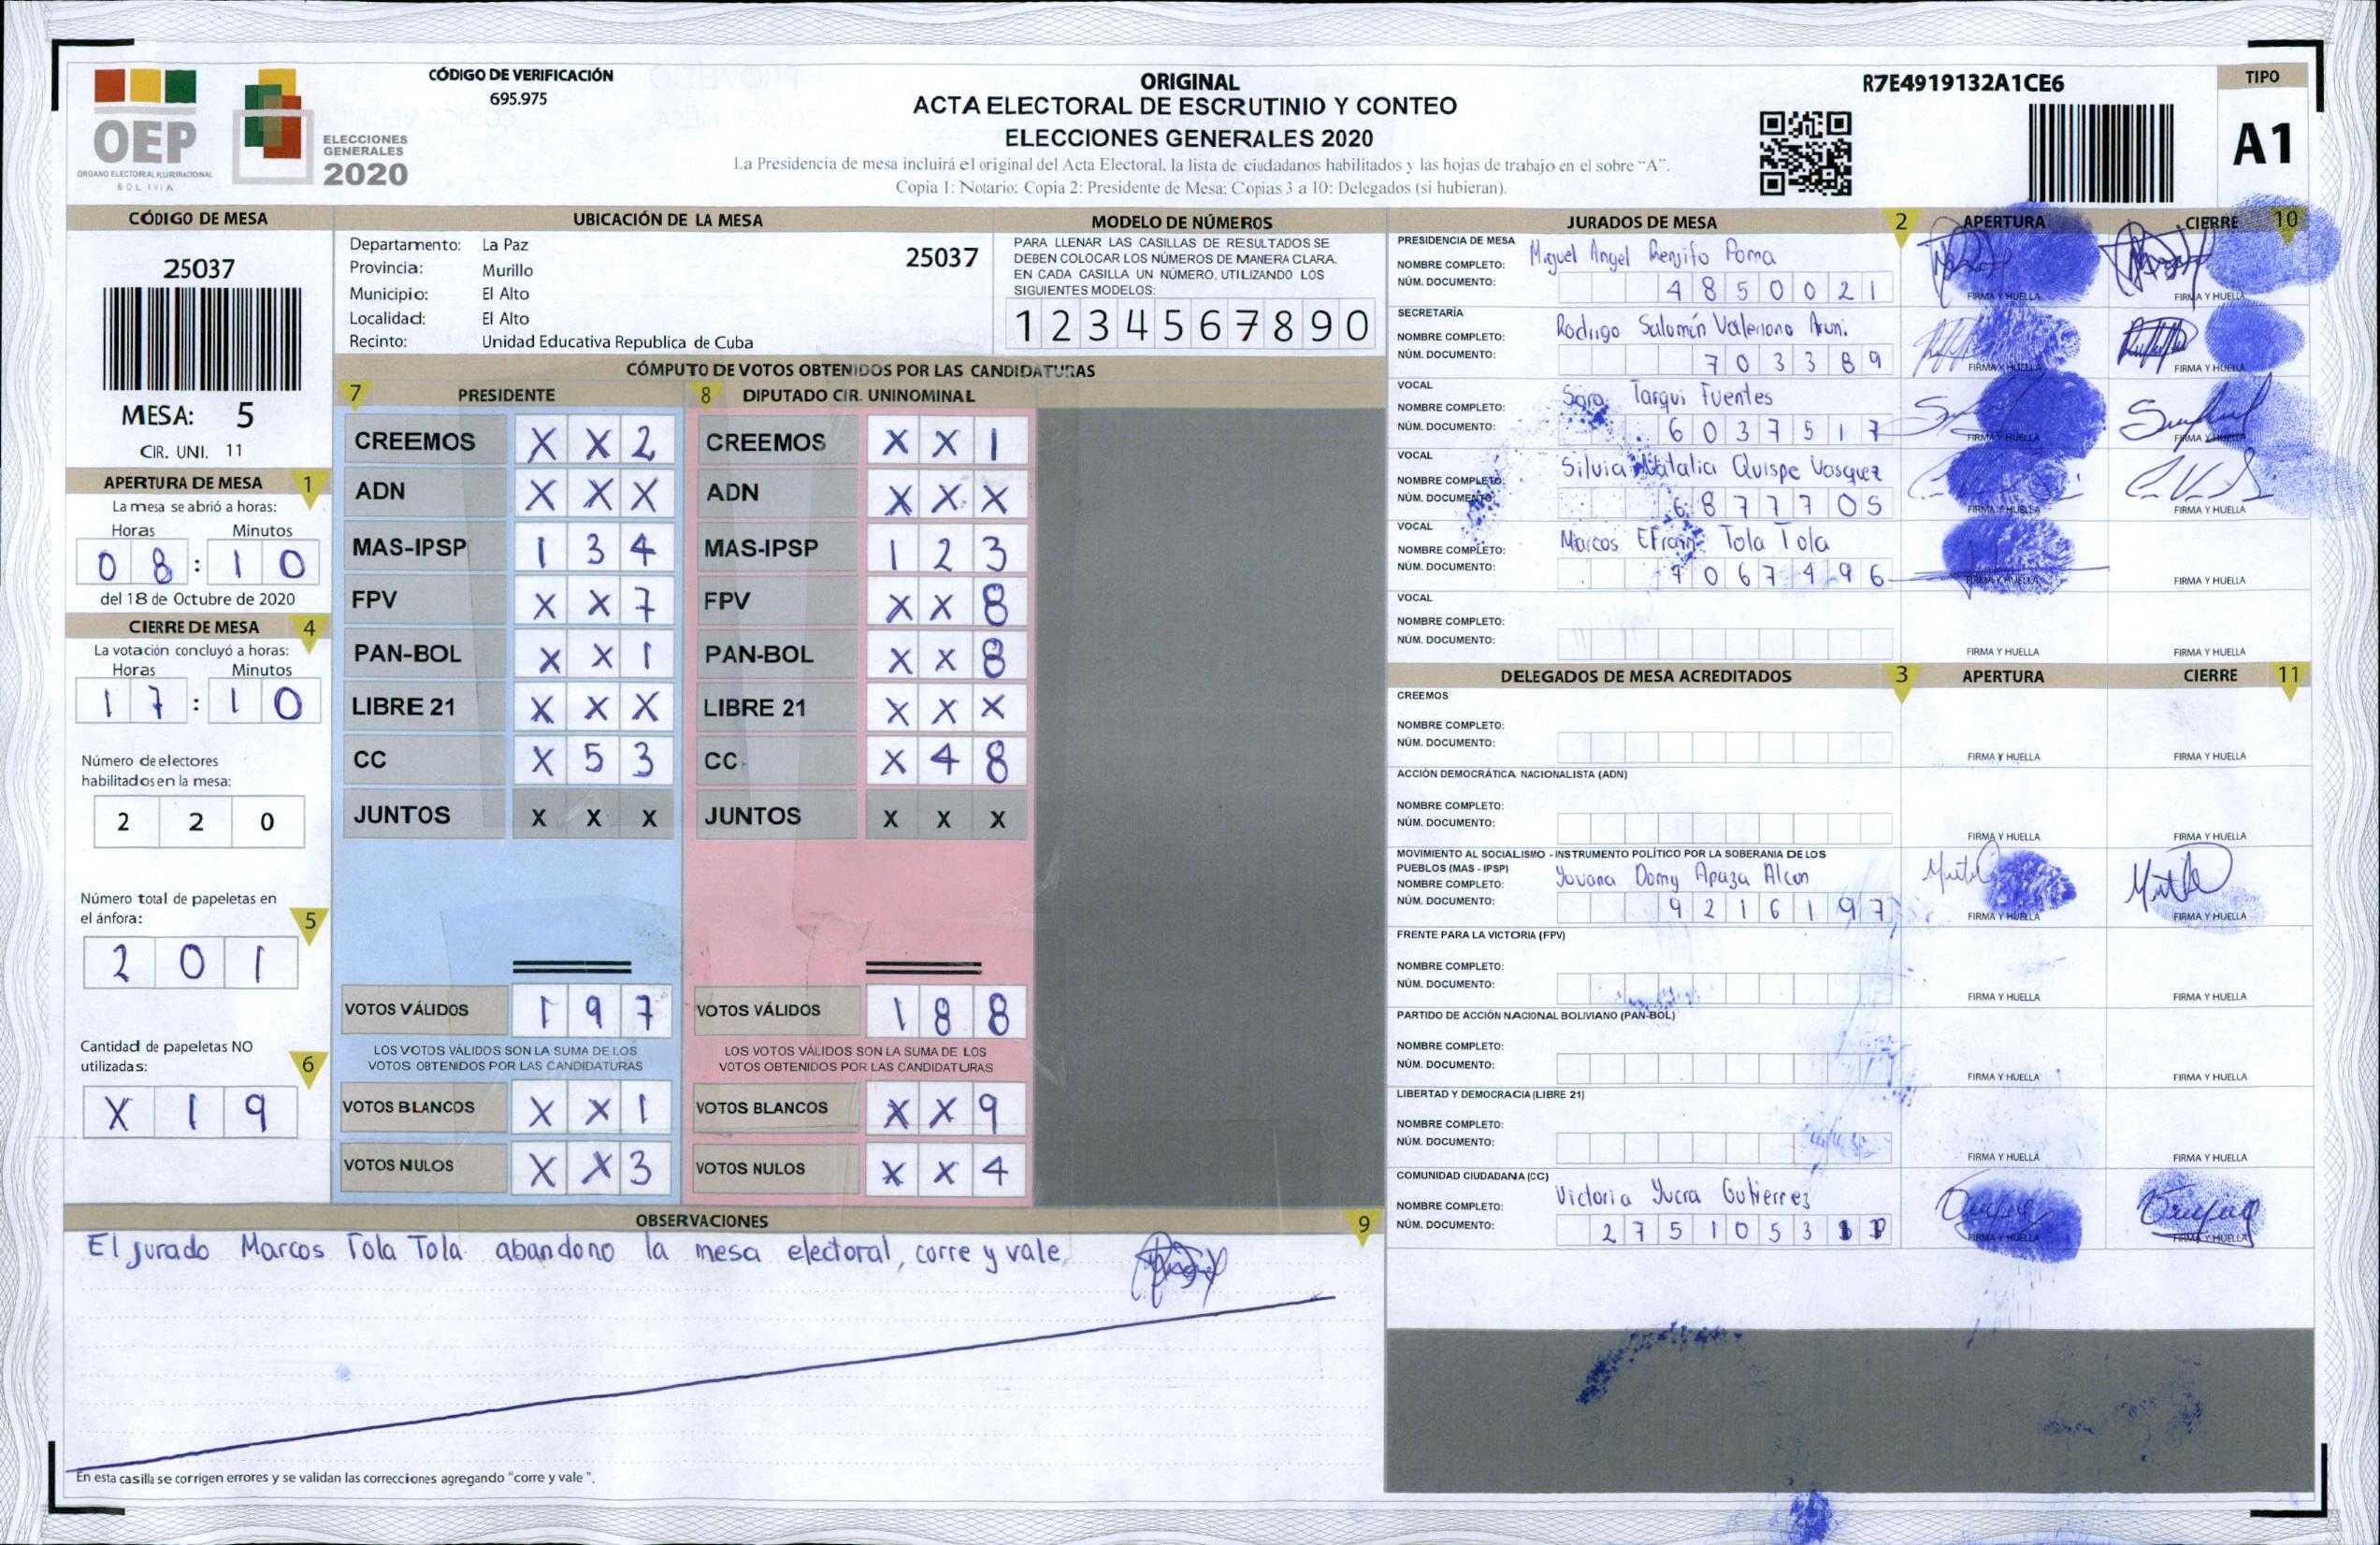 OEP
ÓRGANO ELECTORAL PLURINACIONAL
BOLIVIA
ELECCIONES
GENERALES
2020
CÓDIGO DE VERIFICACIÓN
695.975
ORIGINAL
ACTA ELECTORAL DE ESCRUTINIO Y CONTEO
ELECCIONES GENERALES 2020
La Presidencia de mesa incluirá el original del Acta Electoral, la lista de ciudadanos habilitados y las hojas de trabajo en el sobre "A".
Copia 1: Notario; Copia 2: Presidente de Mesa; Copias 3 a 10: Delegados (si hubieran).
R7E4919132A1CE6
TIPO
A1
CÓDIGO DE MESA
25037
MESA: 5
CIR. UNI. 11
APERTURA DE MESA 1
La mesa se abrió a horas:
Horas Minutos
0 8 : 1 0
del 18 de Octubre de 2020
CIERRE DE MESA 4
La votación concluyó a horas:
Horas Minutos
1 7 : 1 0
Número de electores
habilitados en la mesa:
2 2 0
Número total de papeletas en
el ánfora: 5
2 0 1
Cantidad de papeletas NO
utilizadas: 6
X 1 9
UBICACIÓN DE LA MESA
Departamento: La Paz 25037
Provincia: Murillo
Municipio: El Alto
Localidad: El Alto
Recinto: Unidad Educativa Republica de Cuba
MODELO DE NÚMEROS
PARA LLENAR LAS CASILLAS DE RESULTADOS SE
DEBEN COLOCAR LOS NÚMEROS DE MANERA CLARA.
EN CADA CASILLA UN NÚMERO, UTILIZANDO LOS
SIGUIENTES MODELOS:
1 2 3 4 5 6 7 8 9 0
CÓMPUTO DE VOTOS OBTENIDOS POR LAS CANDIDATURAS
7 PRESIDENTE 8 DIPUTADO CIR. UNINOMINAL
CREEMOS X X 2 CREEMOS X X 1
ADN X X X ADN X X X
MAS-IPSP 1 3 4 MAS-IPSP 1 2 3
FPV X X 7 FPV X X 8
PAN-BOL X X 1 PAN-BOL X X 8
LIBRE 21 X X X LIBRE 21 X X X
CC X 5 3 CC X 4 8
JUNTOS X X X JUNTOS X X X
VOTOS VÁLIDOS 1 9 7 VOTOS VÁLIDOS 1 8 8
LOS VOTOS VÁLIDOS SON LA SUMA DE LOS LOS VOTOS VÁLIDOS SON LA SUMA DE LOS
VOTOS OBTENIDOS POR LAS CANDIDATURAS VOTOS OBTENIDOS POR LAS CANDIDATURAS
VOTOS BLANCOS X X 1 VOTOS BLANCOS X X 9
VOTOS NULOS X X 3 VOTOS NULOS X X 4
OBSERVACIONES 9
El jurado Marcos Tola Tola abandono la mesa electoral, corre y vale
En esta casilla se corrigen errores y se validan las correcciones agregando "corre y vale ".
JURADOS DE MESA 2 APERTURA CIERRE 10
PRESIDENCIA DE MESA
NOMBRE COMPLETO: Miguel Angel Rengifo Poma
NÚM. DOCUMENTO: 4 8 5 0 0 2 1 FIRMA Y HUELLA FIRMA Y HUELLA
SECRETARÍA
NOMBRE COMPLETO: Rodrigo Salomón Valeriano Aruni.
NÚM. DOCUMENTO: 7 0 3 3 8 9 FIRMA Y HUELLA FIRMA Y HUELLA
VOCAL
NOMBRE COMPLETO: Sara Tarqui Fuentes
NÚM. DOCUMENTO: 6 0 3 7 5 1 7 FIRMA Y HUELLA FIRMA Y HUELLA
VOCAL
NOMBRE COMPLETO: Silvia Natalia Quispe Vasquez
NÚM. DOCUMENTO: 6 8 7 7 7 0 5 FIRMA Y HUELLA FIRMA Y HUELLA
VOCAL
NOMBRE COMPLETO: Marcos Efrain Tola Tola
NÚM. DOCUMENTO: 7 0 6 7 4 9 6 FIRMA Y HUELLA FIRMA Y HUELLA
VOCAL
NOMBRE COMPLETO:
NÚM. DOCUMENTO: FIRMA Y HUELLA FIRMA Y HUELLA
DELEGADOS DE MESA ACREDITADOS 3 APERTURA CIERRE 11
CREEMOS
NOMBRE COMPLETO:
NÚM. DOCUMENTO: FIRMA Y HUELLA FIRMA Y HUELLA
ACCIÓN DEMOCRÁTICA NACIONALISTA (ADN)
NOMBRE COMPLETO:
NÚM. DOCUMENTO: FIRMA Y HUELLA FIRMA Y HUELLA
MOVIMIENTO AL SOCIALISMO - INSTRUMENTO POLÍTICO POR LA SOBERANIA DE LOS
PUEBLOS (MAS - IPSP)
NOMBRE COMPLETO: Yovana Domy Apaza Alcon
NÚM. DOCUMENTO: 9 2 1 6 1 9 7 FIRMA Y HUELLA FIRMA Y HUELLA
FRENTE PARA LA VICTORIA (FPV)
NOMBRE COMPLETO:
NÚM. DOCUMENTO: FIRMA Y HUELLA FIRMA Y HUELLA
PARTIDO DE ACCIÓN NACIONAL BOLIVIANO (PAN-BOL)
NOMBRE COMPLETO:
NÚM. DOCUMENTO: FIRMA Y HUELLA FIRMA Y HUELLA
LIBERTAD Y DEMOCRACIA (LIBRE 21)
NOMBRE COMPLETO:
NÚM. DOCUMENTO: FIRMA Y HUELLA FIRMA Y HUELLA
COMUNIDAD CIUDADANA (CC)
NOMBRE COMPLETO: Victoria Yucra Gutierrez
NÚM. DOCUMENTO: 2 7 5 1 0 5 3 FIRMA Y HUELLA FIRMA Y HUELLA